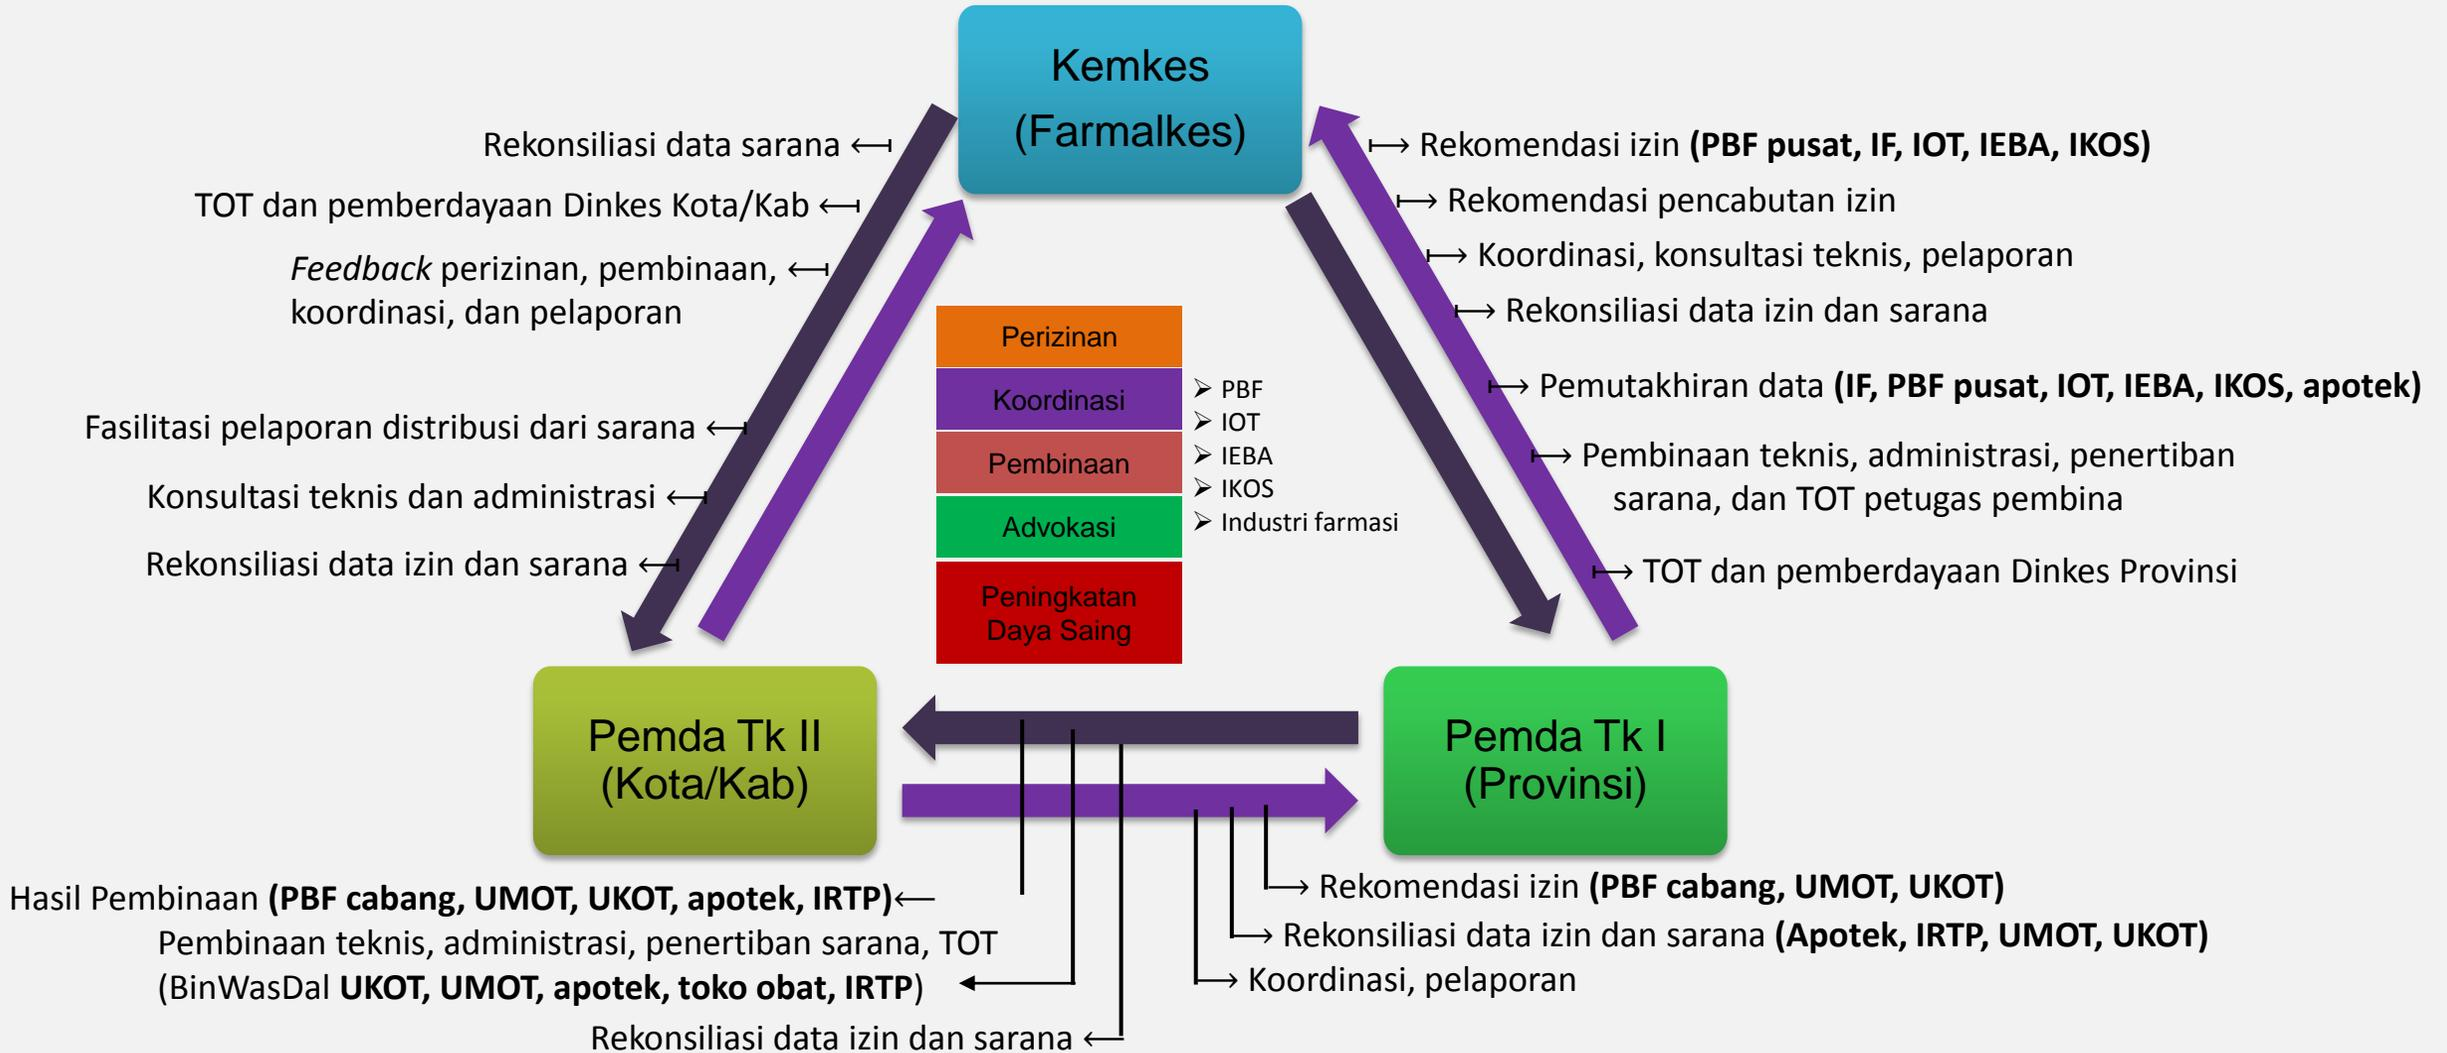 Kemkes
(Farmalkes)
Rekonsiliasi data sarana
TOT dan pemberdayaan Dinkes Kota/Kab
Feedback perizinan, pembinaan,
koordinasi, dan pelaporan
Fasilitasi pelaporan distribusi dari sarana
Konsultasi teknis dan administrasi
Rekonsiliasi data izin dan sarana
Rekomendasi izin (PBF pusat, IF, IOT, IEBA, IKOS)
Rekomendasi pencabutan izin
Koordinasi, konsultasi teknis, pelaporan
Rekonsiliasi data izin dan sarana
Pemutakhiran data (IF, PBF pusat, IOT, IEBA, IKOS, apotek)
Pembinaan teknis, administrasi, penertiban
sarana, dan TOT petugas pembina
TOT dan pemberdayaan Dinkes Provinsi
Perizinan
Koordinasi
Pembinaan
Advokasi
Peningkatan
Daya Saing
➢ PBF
➢ IOT
➢ IEBA
➢ IKOS
➢ Industri farmasi
Pemda Tk II
(Kota/Kab)
Pemda Tk I
(Provinsi)
Hasil Pembinaan (PBF cabang, UMOT, UKOT, apotek, IRTP)
Pembinaan teknis, administrasi, penertiban sarana, TOT
(BinWasDal UKOT, UMOT, apotek, toko obat, IRTP)
Rekonsiliasi data izin dan sarana
Rekomendasi izin (PBF cabang, UMOT, UKOT)
Rekonsiliasi data izin dan sarana (Apotek, IRTP, UMOT, UKOT)
Koordinasi, pelaporan